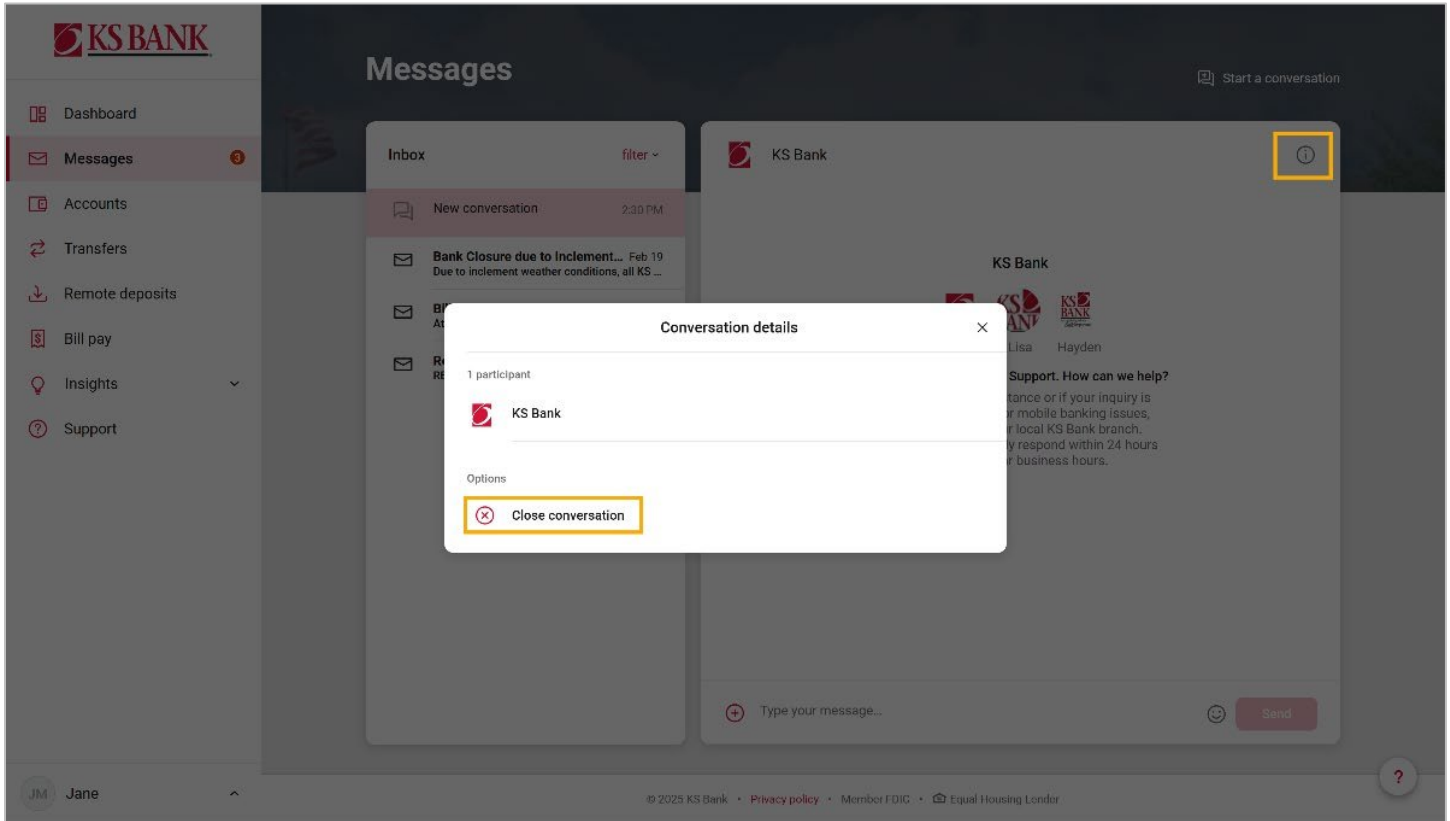 KS BANK
Dashboard
Messages 3
Accounts
Transfers
Remote deposits
Bill pay
Insights
Support
JM Jane
Messages
Start a conversation
Inbox
filter
New conversation 2:30 PM
Bank Closure due to Inclement... Feb 19
Due to inclement weather conditions, all KS ...
KS Bank
KS Bank
Lisa Hayden
Support. How can we help?
or if your inquiry is
mobile banking issues,
local KS Bank branch.
respond within 24 hours
business hours.
Conversation details
1 participant
KS Bank
Options
Close conversation
Type your message...
Send
?
© 2025 KS Bank • Privacy policy • Member FDIC • Equal Housing Lender